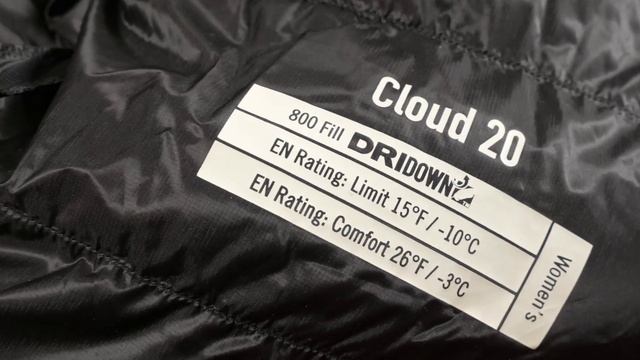 Cloud 20
800 Fill DRIDOWN
EN Rating: Limit 15°F / -10°C
EN Rating: Comfort 26°F / -3°C
Women's